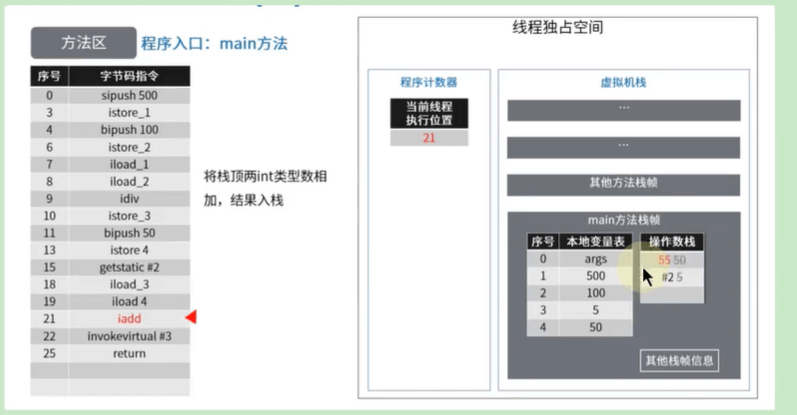 方法区 程序入口：main方法
序号 字节码指令
0 sipush 500
3 istore_1
4 bipush 100
6 istore_2
7 iload_1
8 iload_2
9 idiv
10 istore_3
11 bipush 50
13 istore 4
15 getstatic #2
18 iload_3
19 iload 4
21 iadd
22 invokevirtual #3
25 return
将栈顶两int类型数相
加，结果入栈
线程独占空间
程序计数器
当前线程
执行位置
21
虚拟机栈
...
...
其他方法栈帧
main方法栈帧
序号 本地变量表 操作数栈
0 args 55 50
1 500 #2 5
2 100
3 5
4 50
其他栈帧信息